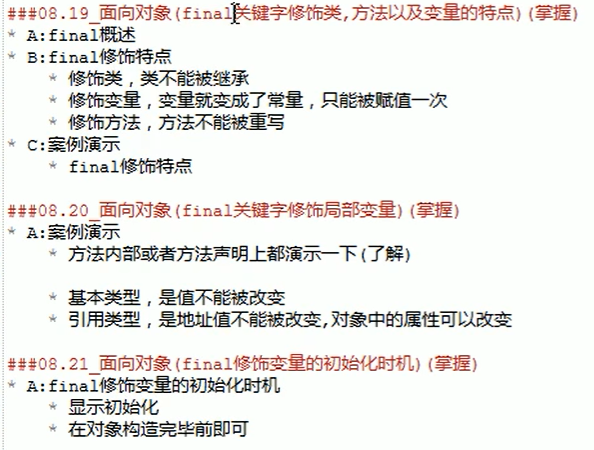 ###08.19_面向对象(final关键字修饰类,方法以及变量的特点)(掌握)
* A:final概述
* B:final修饰特点
* 修饰类，类不能被继承
* 修饰变量，变量就变成了常量，只能被赋值一次
* 修饰方法，方法不能被重写
* C:案例演示
* final修饰特点
###08.20_面向对象(final关键字修饰局部变量)(掌握)
* A:案例演示
* 方法内部或者方法声明上都演示一下(了解)
* 基本类型，是值不能被改变
* 引用类型，是地址值不能被改变,对象中的属性可以改变
###08.21_面向对象(final修饰变量的初始化时机)(掌握)
* A:final修饰变量的初始化时机
* 显示初始化
* 在对象构造完毕前即可